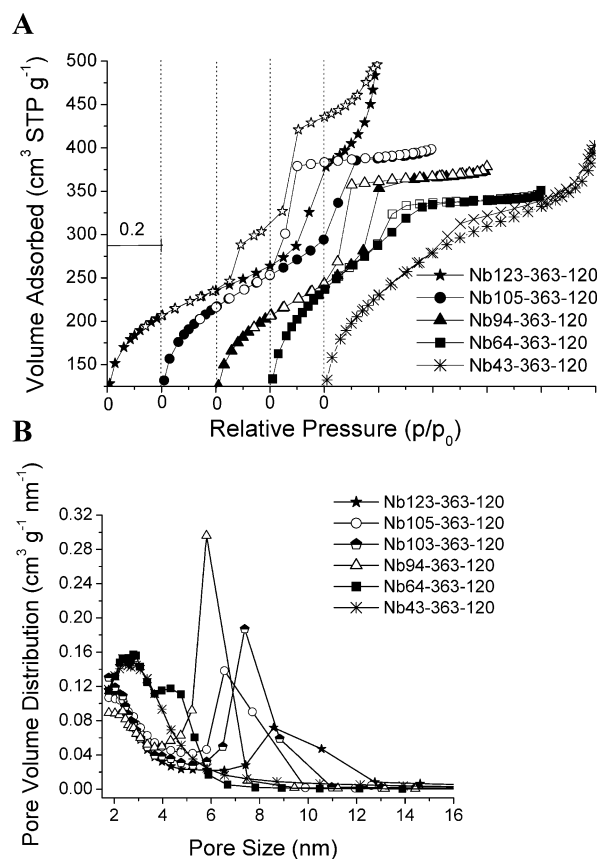 A
Volume Adsorbed (cm³ STP g⁻¹)
500
450
400
350
300
250
200
150
0.2
Nb123-363-120
Nb105-363-120
Nb94-363-120
Nb64-363-120
Nb43-363-120
0 0 0 0 0
Relative Pressure (p/p₀)
B
Pore Volume Distribution (cm³ g⁻¹ nm⁻¹)
0.32
0.28
0.24
0.20
0.16
0.12
0.08
0.04
0.00
Nb123-363-120
Nb105-363-120
Nb103-363-120
Nb94-363-120
Nb64-363-120
Nb43-363-120
2 4 6 8 10 12 14 16
Pore Size (nm)